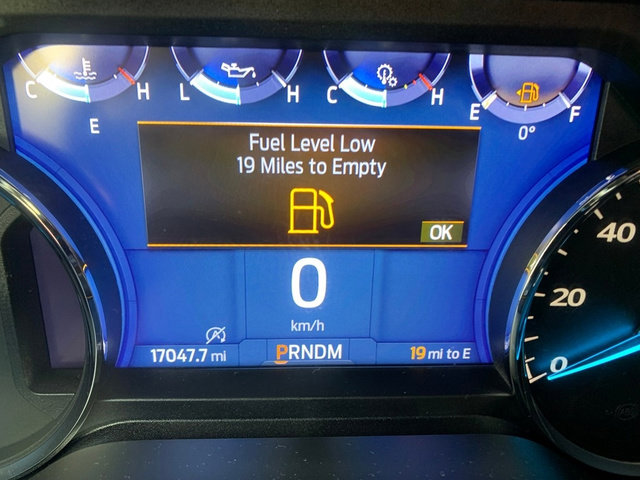 C H
L H
C H
E F
E
0°
Fuel Level Low
19 Miles to Empty
OK
0
km/h
17047.7 mi
PRNDM
19 mi to E
40
20
0